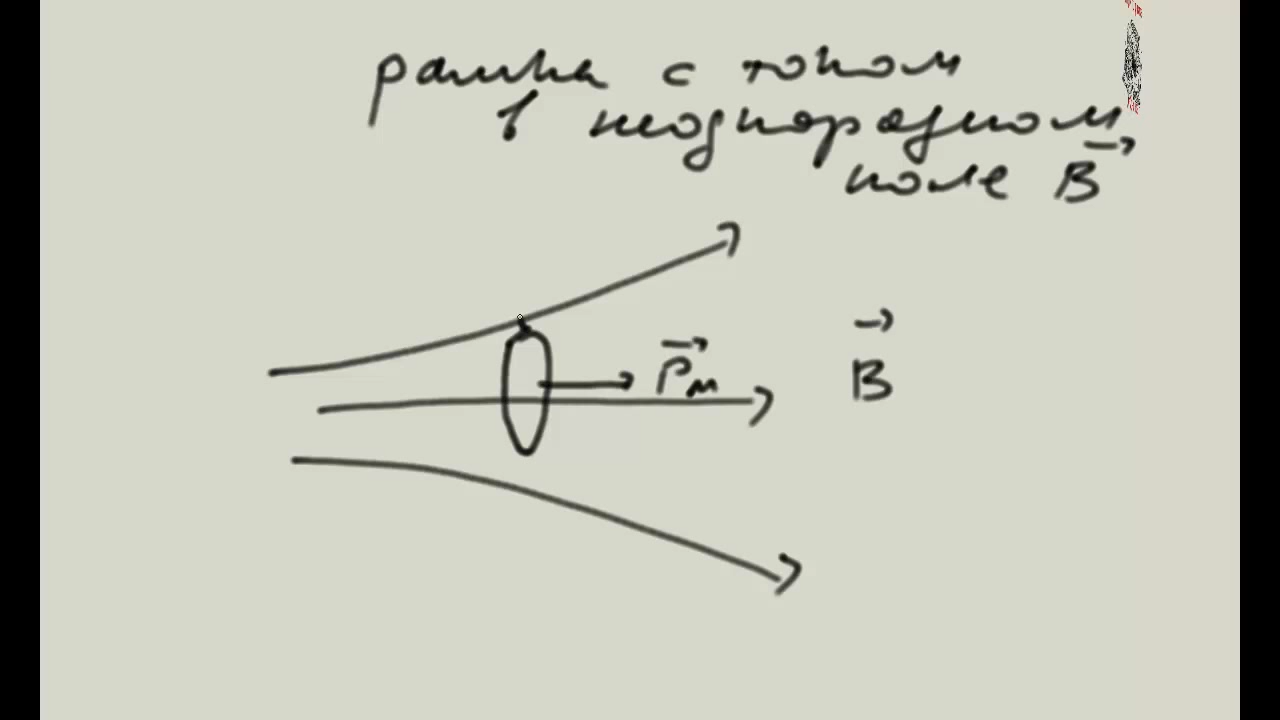 рамка с током
в неоднородном
поле B⃗
P⃗м
B⃗